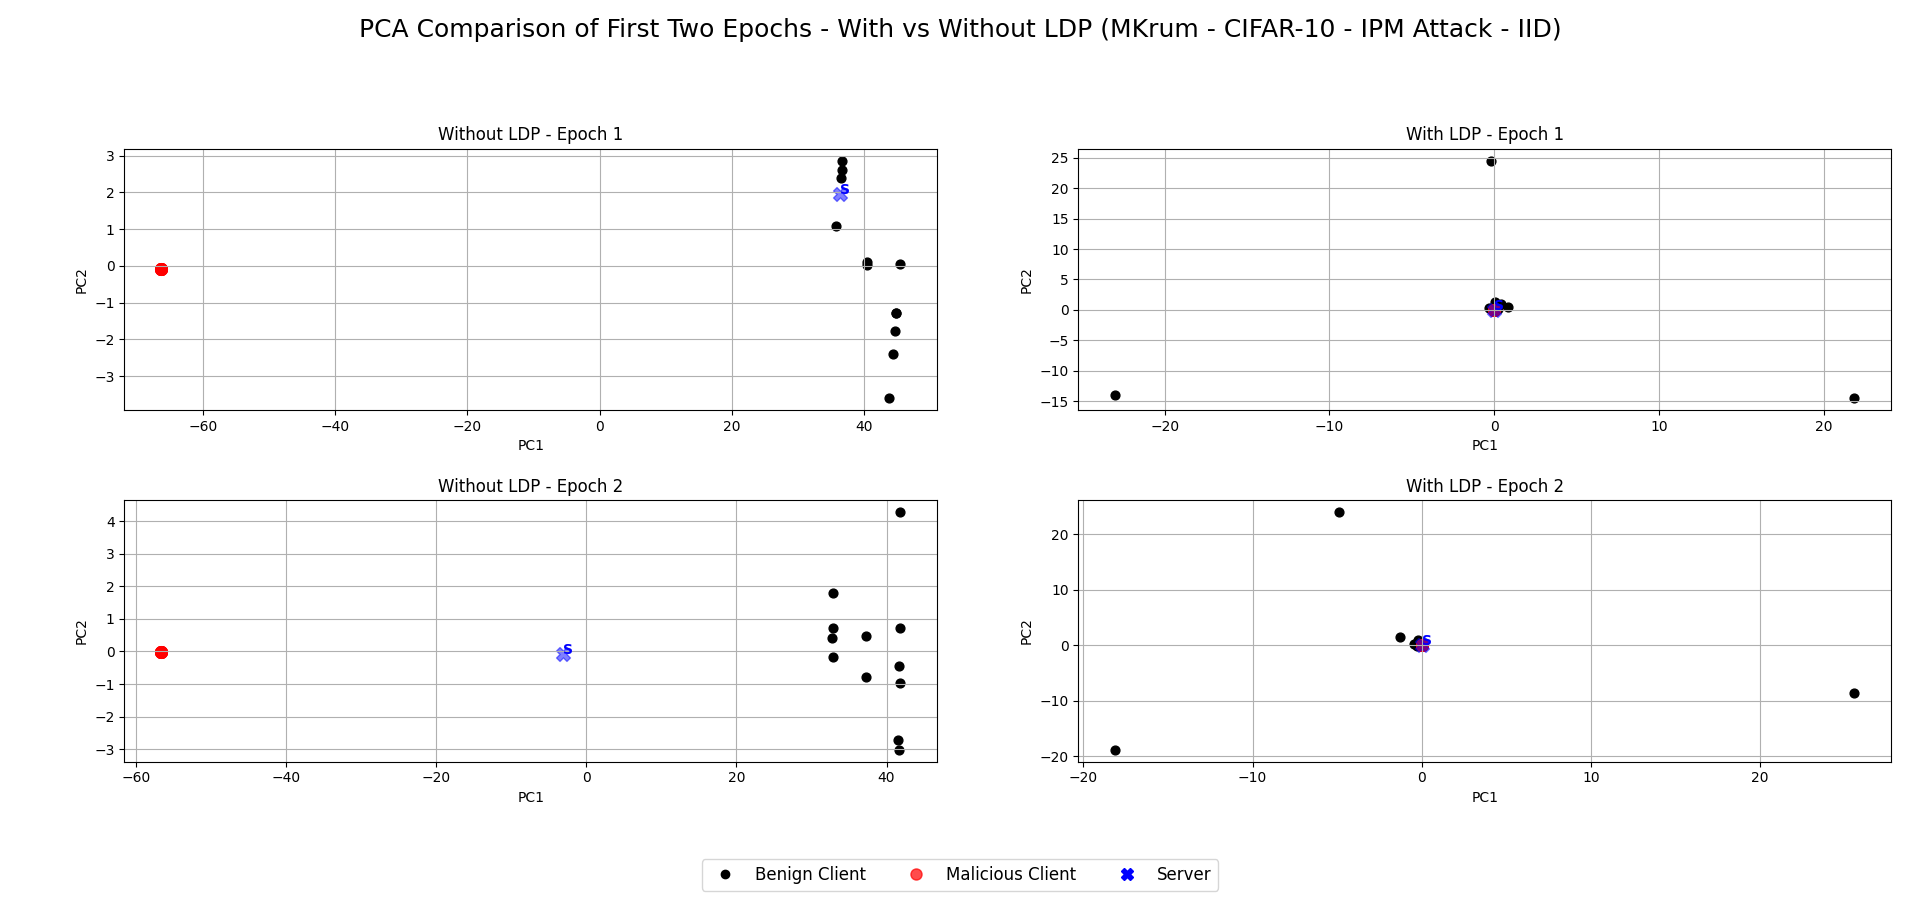 PCA Comparison of First Two Epochs - With vs Without LDP (MKrum - CIFAR-10 - IPM Attack - IID)
Without LDP - Epoch 1
PC2
3
2
1
0
−1
−2
−3
S
−60 −40 −20 0 20 40
PC1
With LDP - Epoch 1
PC2
25
20
15
10
5
0
−5
−10
−15
S
−20 −10 0 10 20
PC1
Without LDP - Epoch 2
PC2
4
3
2
1
0
−1
−2
−3
S
−60 −40 −20 0 20 40
PC1
With LDP - Epoch 2
PC2
20
10
0
−10
−20
S
−20 −10 0 10 20
PC1
Benign Client Malicious Client Server